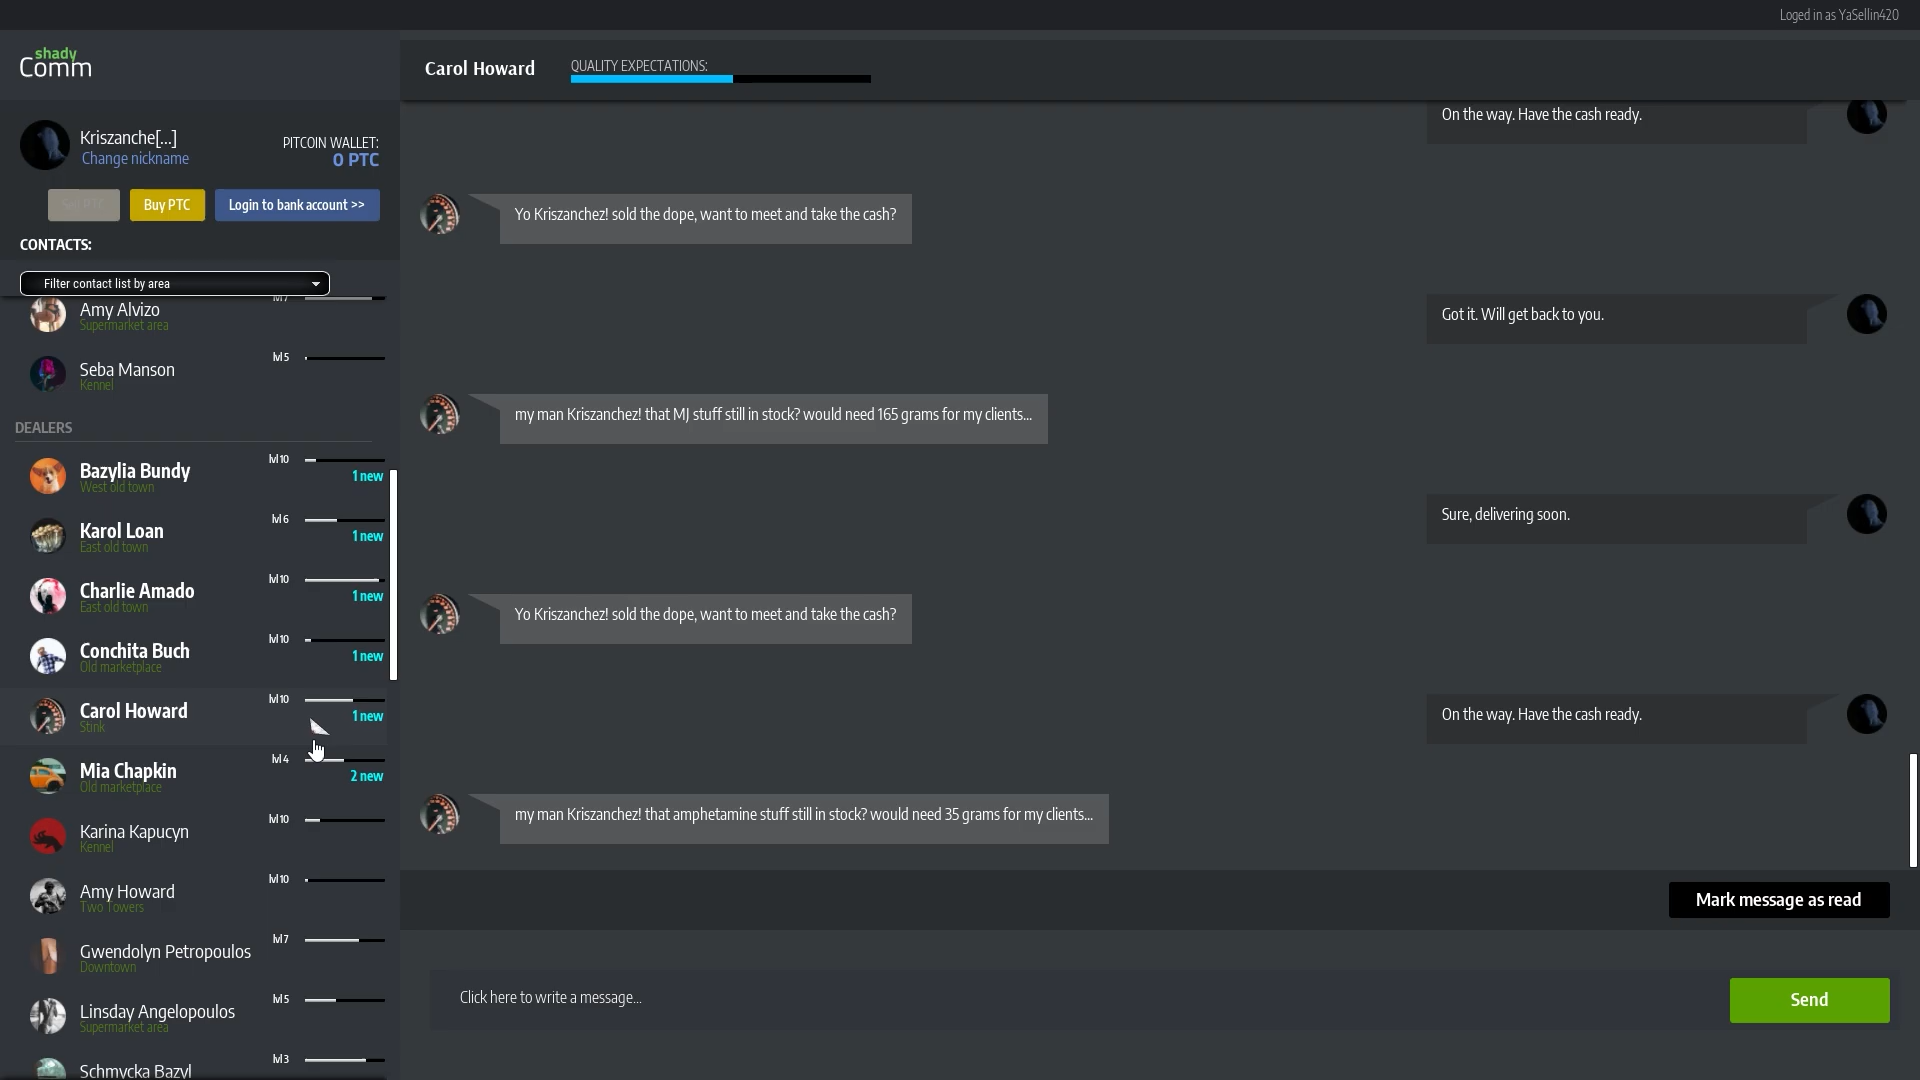 Loged in as YaSellin420
shady
Comm
Carol Howard
QUALITY EXPECTATIONS:
Kriszanche[...]
Change nickname
PITCOIN WALLET:
0 PTC
Sell PTC
Buy PTC
Login to bank account >>
CONTACTS:
Filter contact list by area
Amy Alvizo
lvl 7
Supermarket area
Seba Manson
lvl 5
Kennel
DEALERS
Bazylia Bundy
lvl 10
West old town
1 new
Karol Loan
lvl 6
East old town
1 new
Charlie Amado
lvl 10
East old town
1 new
Conchita Buch
lvl 10
Old marketplace
1 new
Carol Howard
lvl 10
Stink
1 new
Mia Chapkin
lvl 4
Old marketplace
2 new
Karina Kapucyn
lvl 10
Kennel
Amy Howard
lvl 10
Two Towers
Gwendolyn Petropoulos
lvl 7
Downtown
Linsday Angelopoulos
lvl 5
Supermarket area
Schmycka Bazyl
lvl 3
On the way. Have the cash ready.
Yo Kriszanchez! sold the dope, want to meet and take the cash?
Got it. Will get back to you.
my man Kriszanchez! that MJ stuff still in stock? would need 165 grams for my clients...
Sure, delivering soon.
Yo Kriszanchez! sold the dope, want to meet and take the cash?
On the way. Have the cash ready.
my man Kriszanchez! that amphetamine stuff still in stock? would need 35 grams for my clients...
Mark message as read
Click here to write a message...
Send